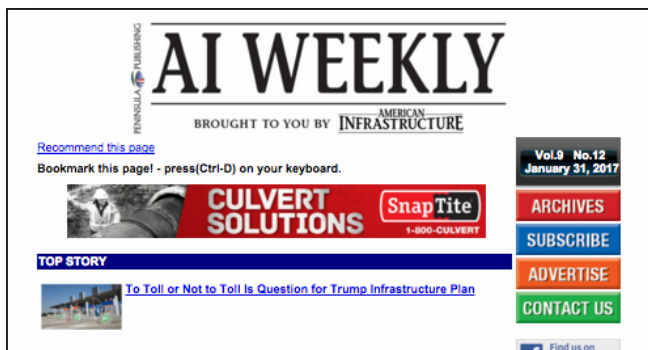 PENINSULA PUBLISHING
AI WEEKLY
BROUGHT TO YOU BY AMERICAN INFRASTRUCTURE
Recommend this page
Bookmark this page! - press(Ctrl-D) on your keyboard.
Vol.9 No.12
January 31, 2017
CULVERT
SOLUTIONS
SnapTite
1-800-CULVERT
ARCHIVES
SUBSCRIBE
TOP STORY
ADVERTISE
To Toll or Not to Toll Is Question for Trump Infrastructure Plan
CONTACT US
Find us on